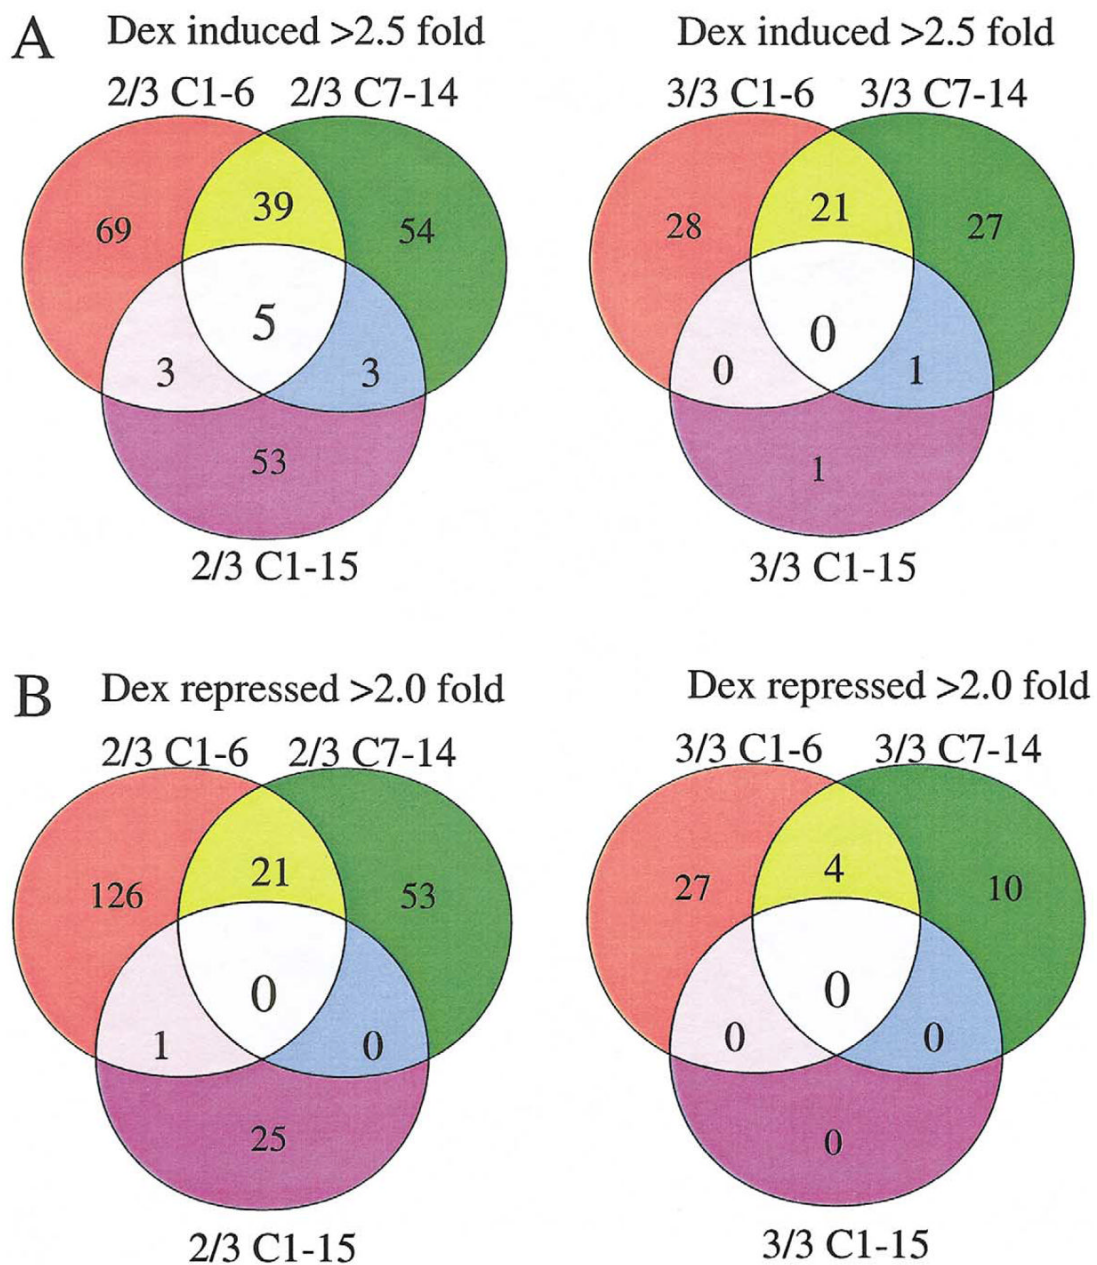 A
Dex induced >2.5 fold
2/3 C1-6 2/3 C7-14
69
39
54
5
3
3
53
2/3 C1-15
Dex induced >2.5 fold
3/3 C1-6 3/3 C7-14
28
21
27
0
0
1
1
3/3 C1-15
B
Dex repressed >2.0 fold
2/3 C1-6 2/3 C7-14
126
21
53
0
1
0
25
2/3 C1-15
Dex repressed >2.0 fold
3/3 C1-6 3/3 C7-14
27
4
10
0
0
0
0
3/3 C1-15